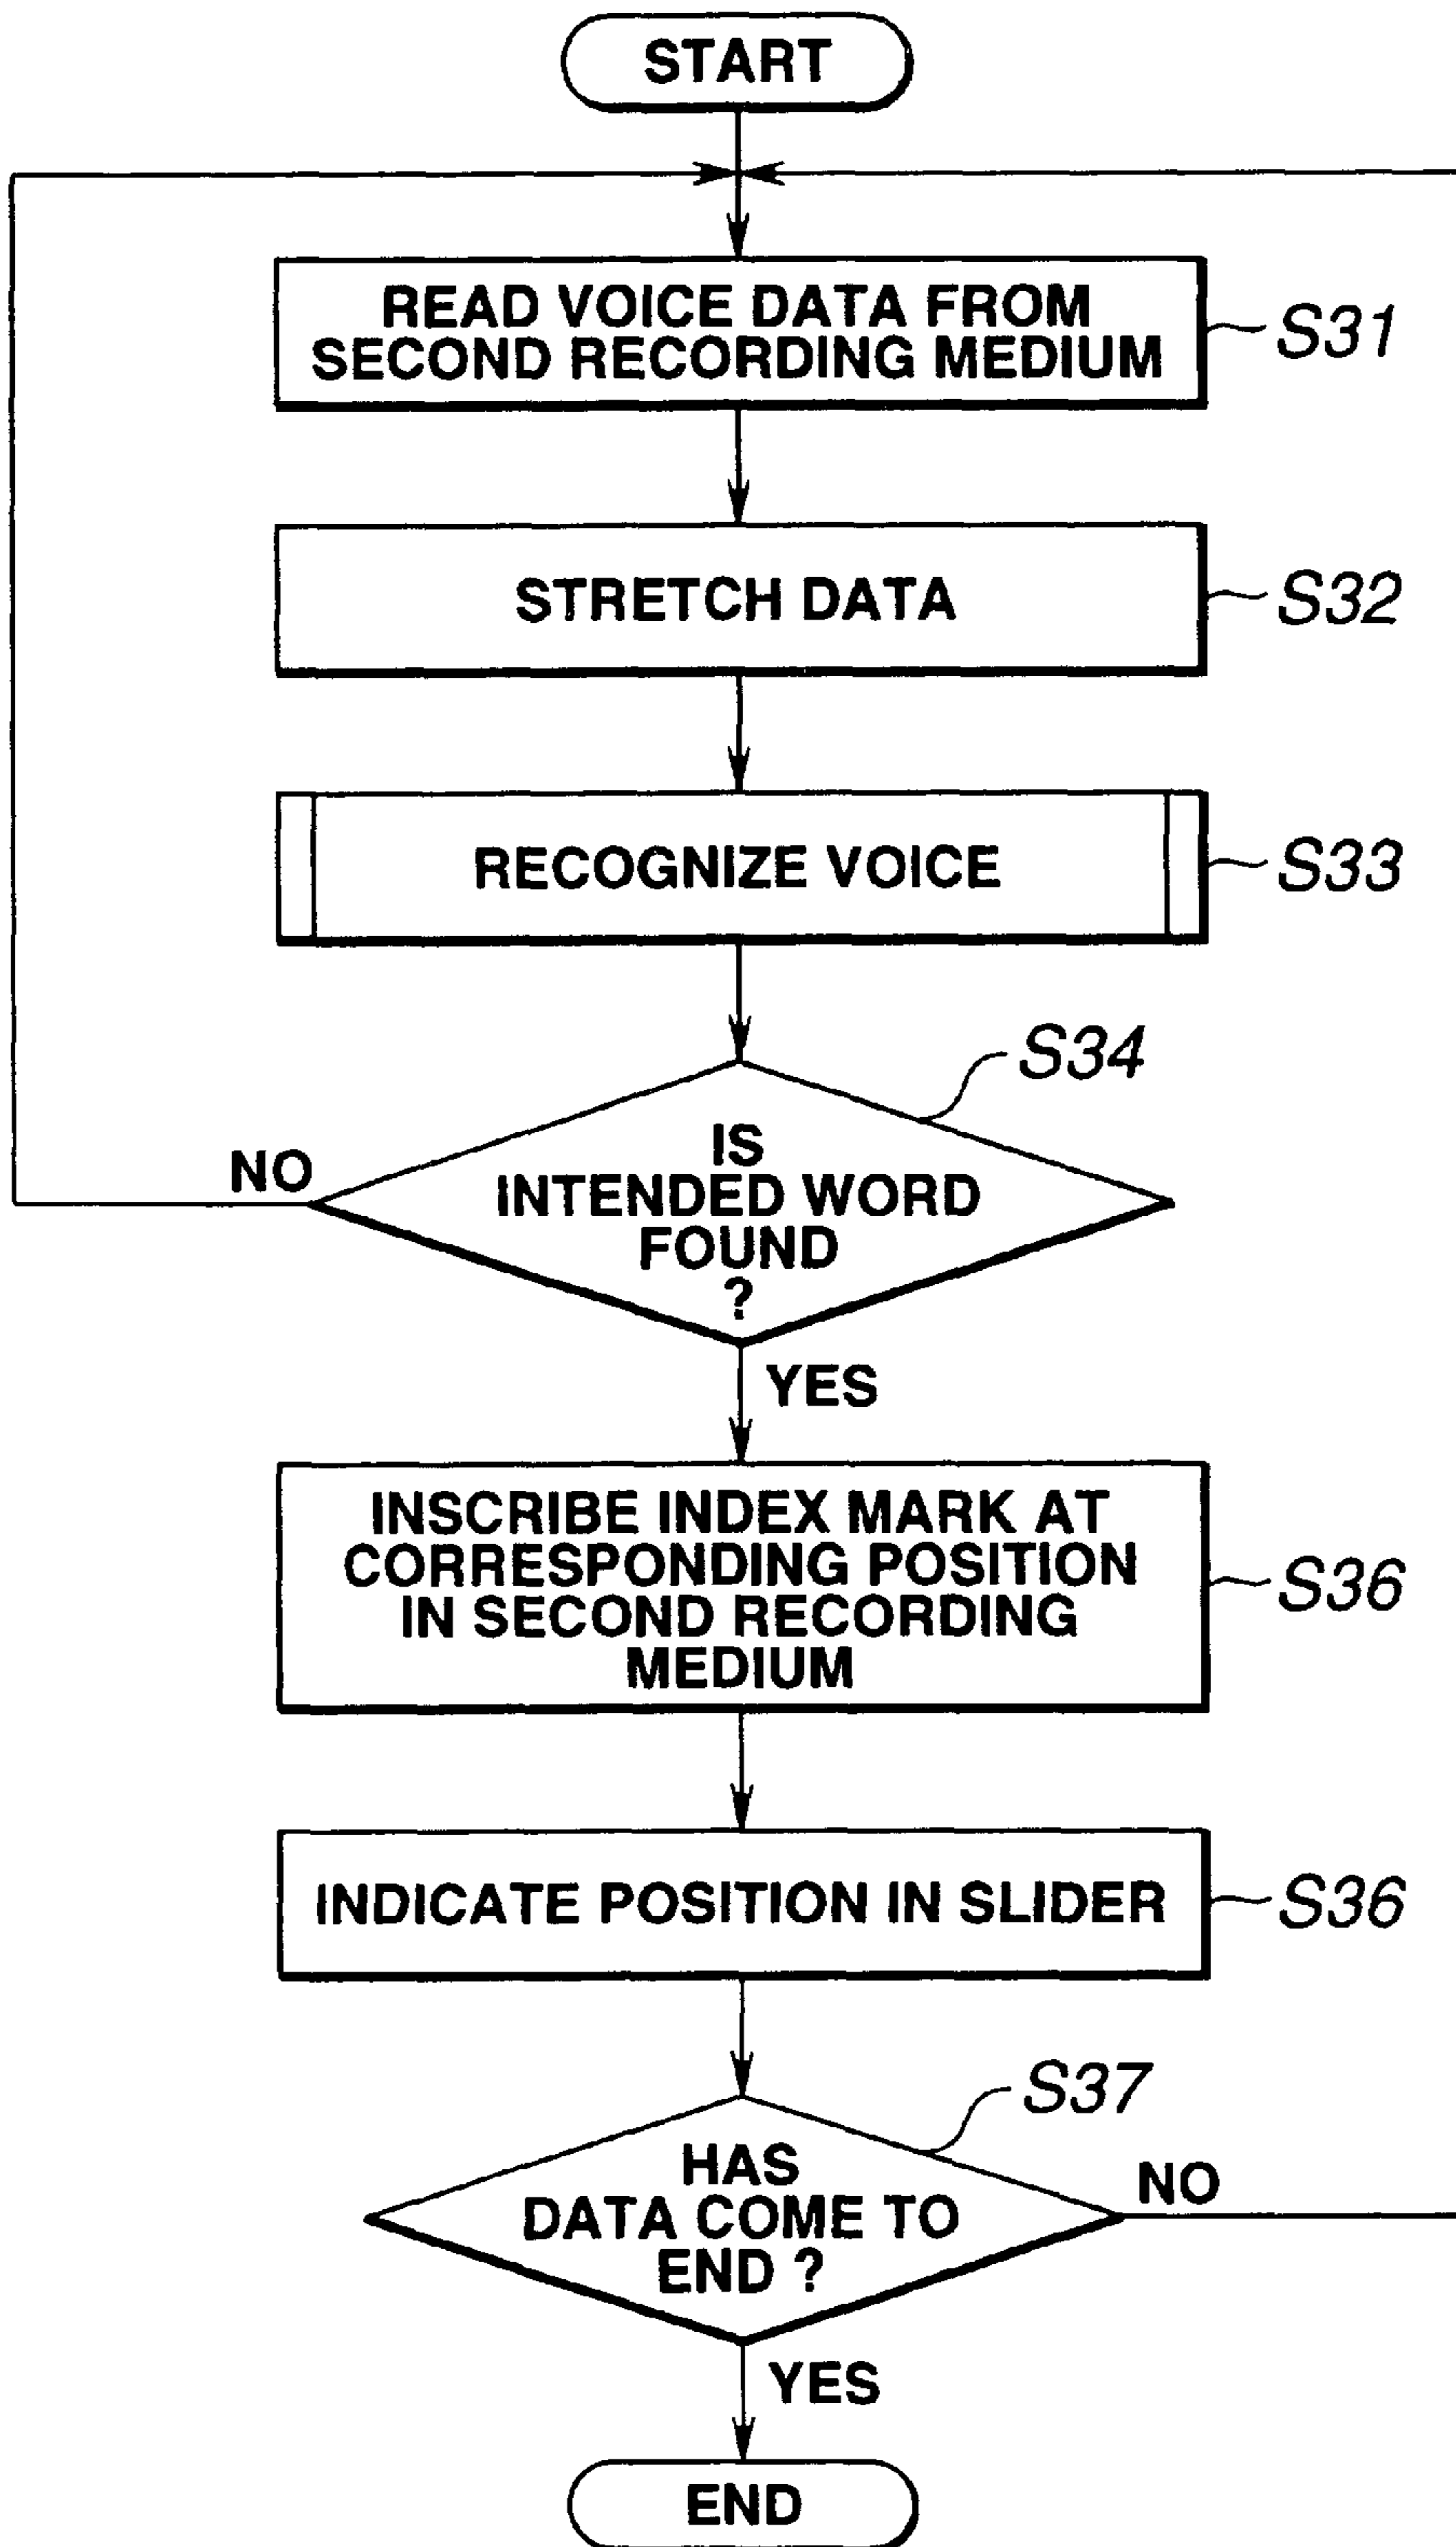 START
READ VOICE DATA FROM
SECOND RECORDING MEDIUM
S31
STRETCH DATA
S32
RECOGNIZE VOICE
S33
S34
IS
INTENDED WORD
FOUND
?
NO
YES
INSCRIBE INDEX MARK AT
CORRESPONDING POSITION
IN SECOND RECORDING
MEDIUM
S36
INDICATE POSITION IN SLIDER
S36
S37
HAS
DATA COME TO
END ?
NO
YES
END